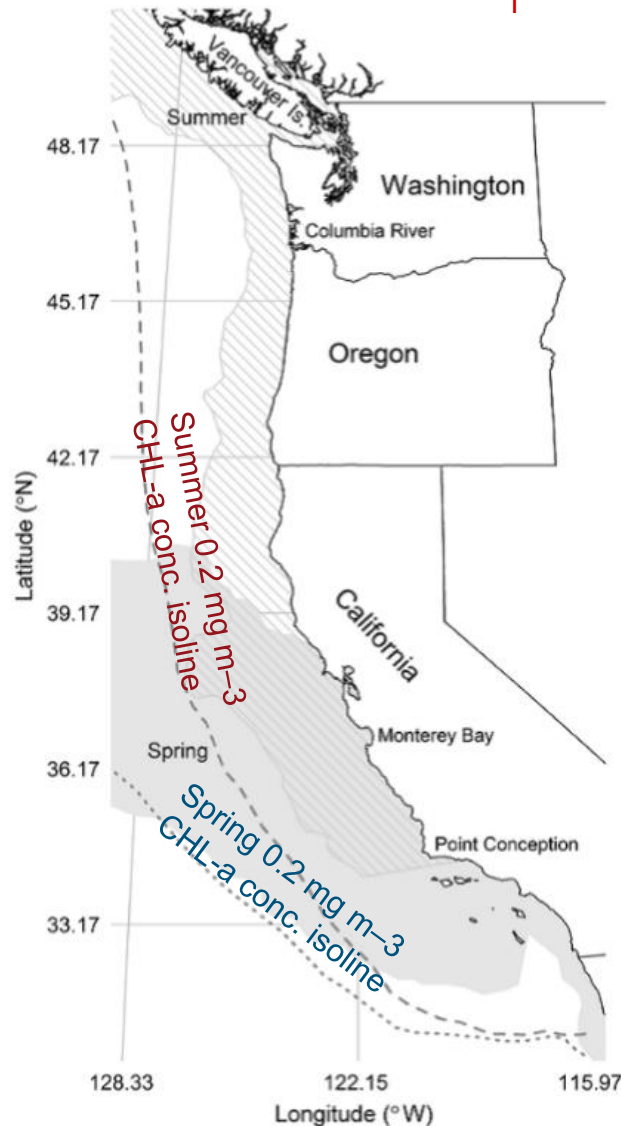 Vancouver Is.
Summer
48.17
Washington
Columbia River
45.17
Oregon
42.17
Summer 0.2 mg m–3
CHL-a conc. isoline
Latitude (°N)
39.17
California
Monterey Bay
Spring
36.17
Spring 0.2 mg m–3
CHL-a conc. isoline
Point Conception
33.17
128.33
122.15
115.97
Longitude (°W)